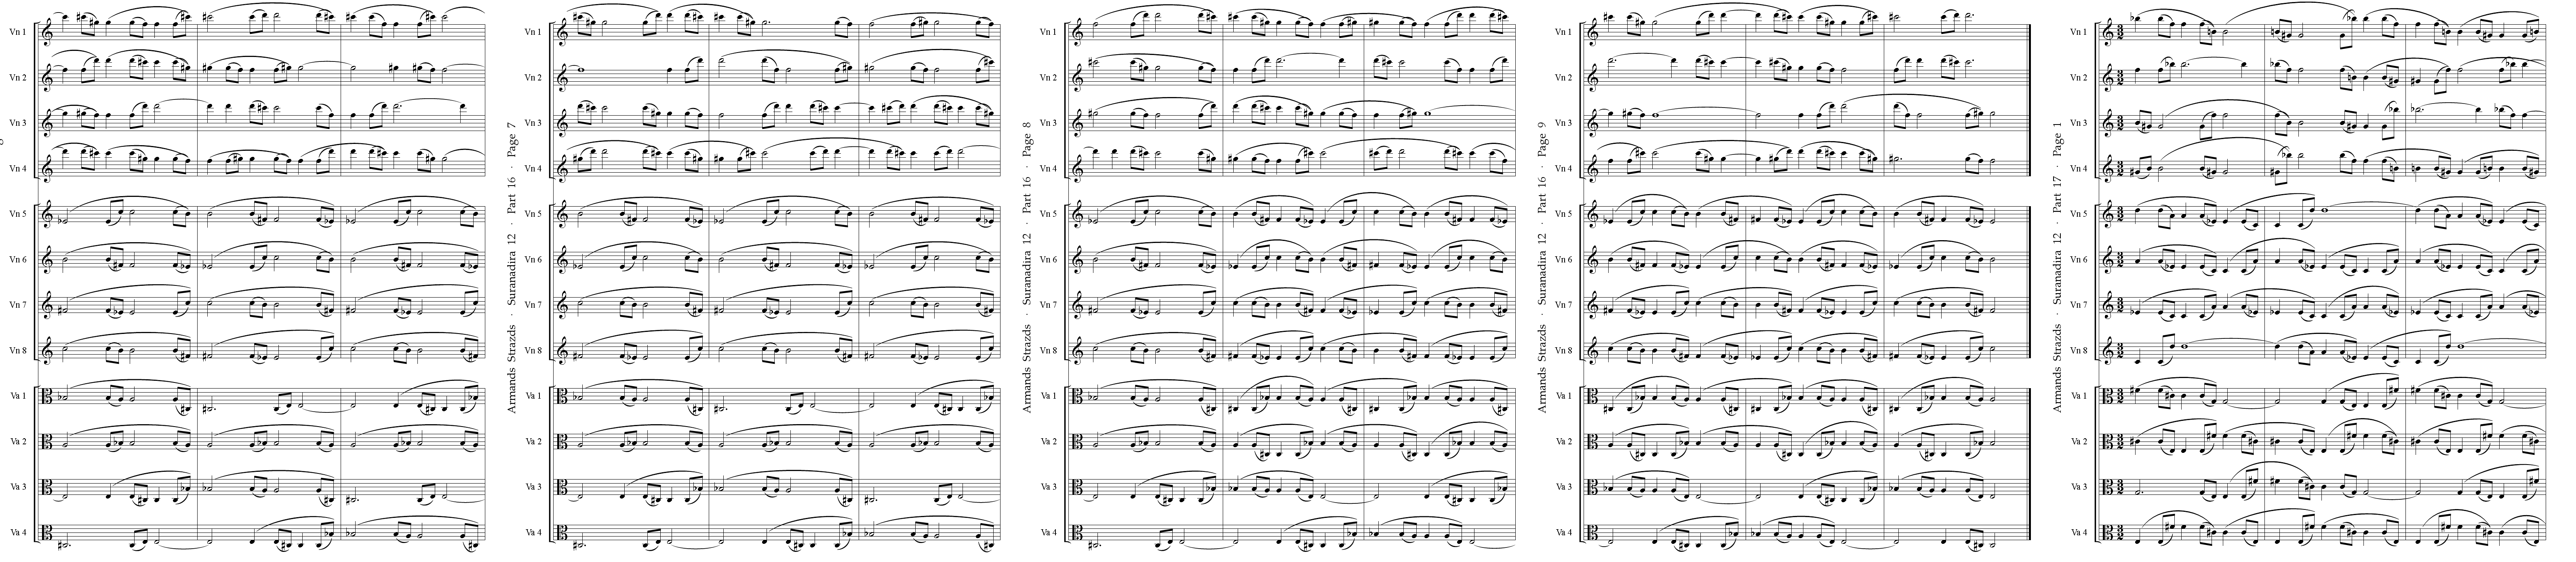 Vn 1
Vn 2
Vn 3
Vn 4
Vn 5
Vn 6
Vn 7
Vn 8
Va 1
Va 2
Va 3
Va 4
Armands Strazds · Suranadira 12 · Part 16 · Page 7
Vn 1
Vn 2
Vn 3
Vn 4
Vn 5
Vn 6
Vn 7
Vn 8
Va 1
Va 2
Va 3
Va 4
Armands Strazds · Suranadira 12 · Part 16 · Page 8
Vn 1
Vn 2
Vn 3
Vn 4
Vn 5
Vn 6
Vn 7
Vn 8
Va 1
Va 2
Va 3
Va 4
Armands Strazds · Suranadira 12 · Part 16 · Page 9
Vn 1
Vn 2
Vn 3
Vn 4
Vn 5
Vn 6
Vn 7
Vn 8
Va 1
Va 2
Va 3
Va 4
Armands Strazds · Suranadira 12 · Part 17 · Page 1
Vn 1
Vn 2
Vn 3
Vn 4
Vn 5
Vn 6
Vn 7
Vn 8
Va 1
Va 2
Va 3
Va 4